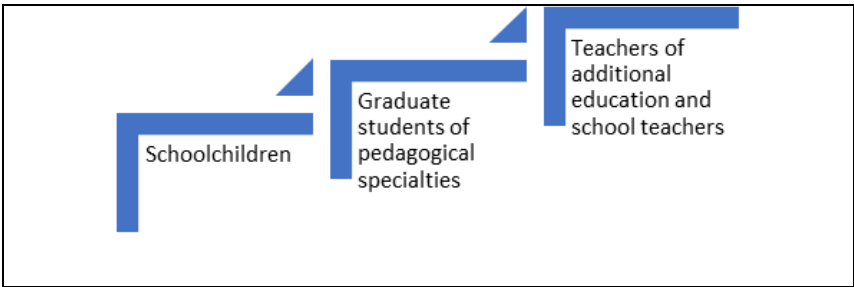 Schoolchildren
Graduate
students of
pedagogical
specialties
Teachers of
additional
education and
school teachers